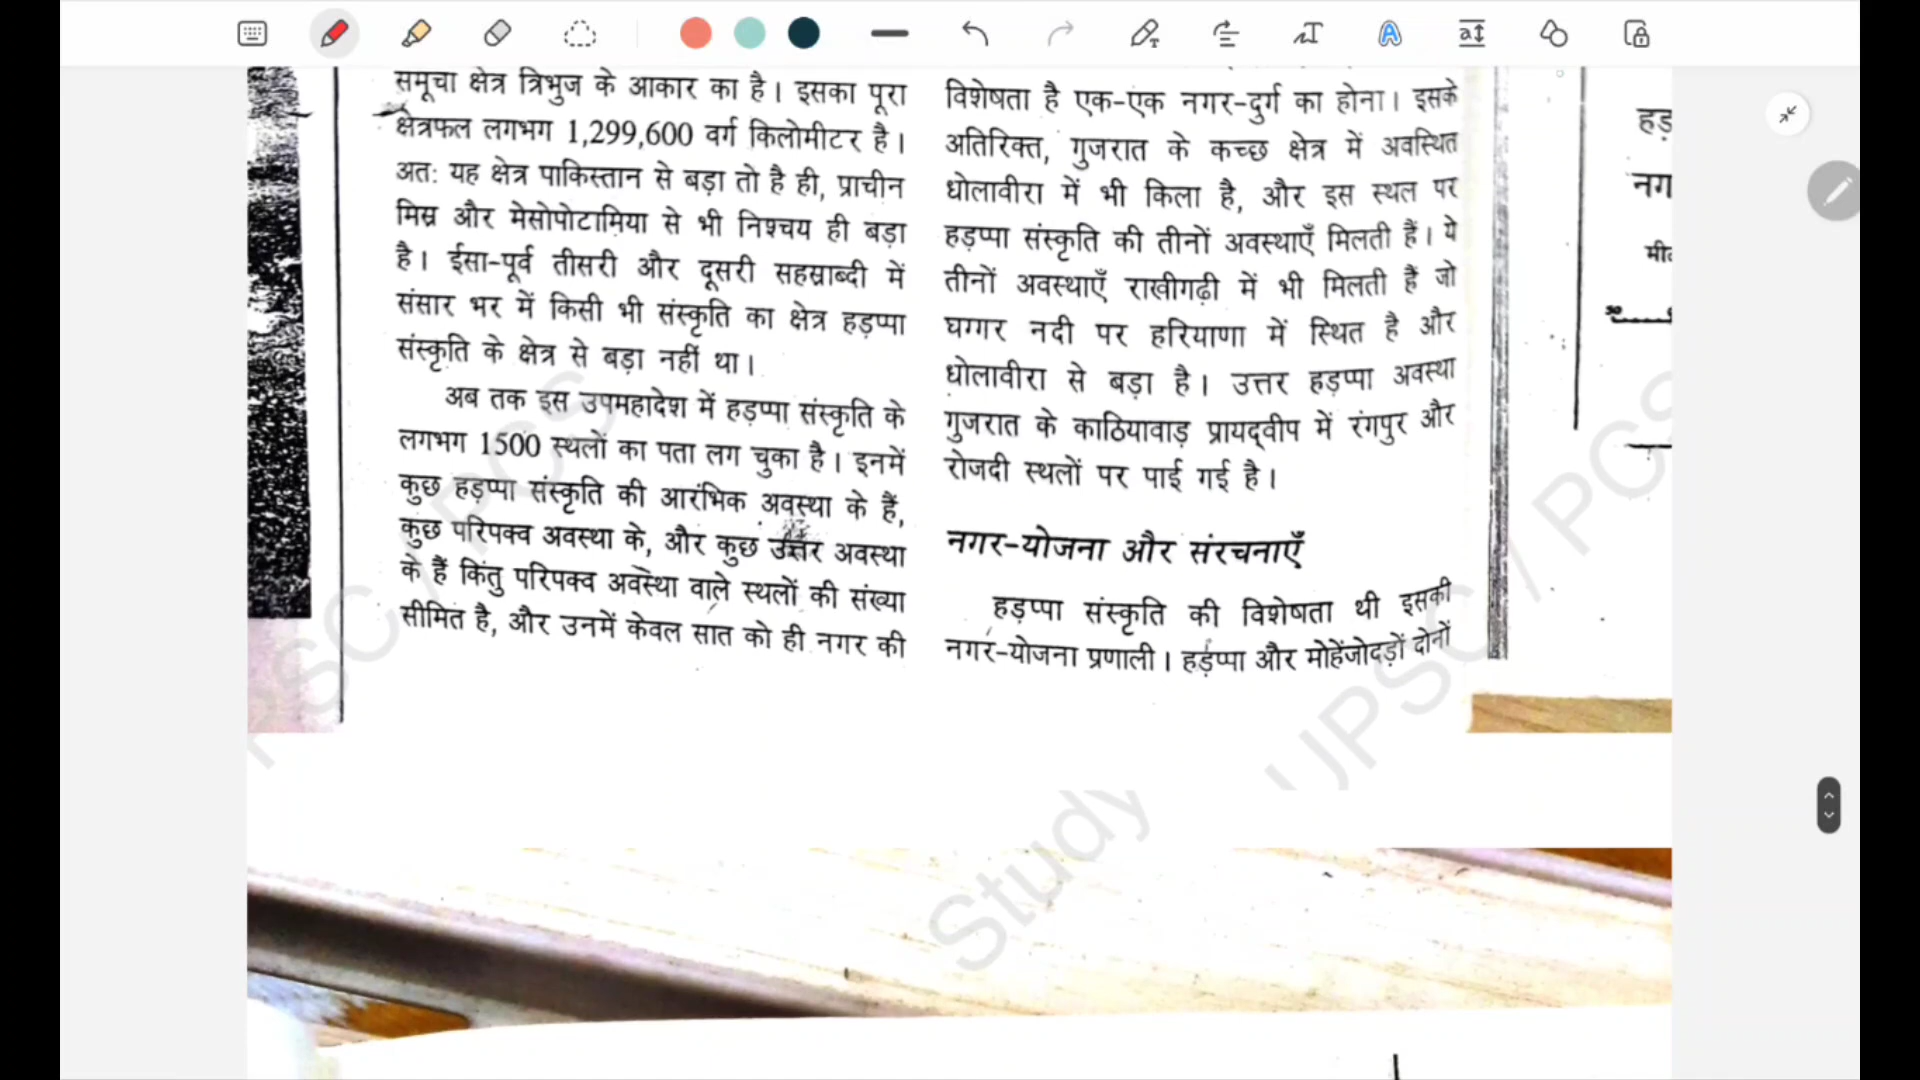 समूचा क्षेत्र त्रिभुज के आकार का है। इसका पूरा
क्षेत्रफल लगभग 1,299,600 वर्ग किलोमीटर है।
अतः यह क्षेत्र पाकिस्तान से बड़ा तो है ही, प्राचीन
मिस्र और मेसोपोटामिया से भी निश्चय ही बड़ा
है। ईसा-पूर्व तीसरी और दूसरी सहस्राब्दी में
संसार भर में किसी भी संस्कृति का क्षेत्र हड़प्पा
संस्कृति के क्षेत्र से बड़ा नहीं था।
अब तक इस उपमहादेश में हड़प्पा संस्कृति के
लगभग 1500 स्थलों का पता लग चुका है। इनमें
कुछ हड़प्पा संस्कृति की आरंभिक अवस्था के हैं,
कुछ परिपक्व अवस्था के, और कुछ उत्तर अवस्था
के हैं किंतु परिपक्व अवस्था वाले स्थलों की संख्या
सीमित है, और उनमें केवल सात को ही नगर की
विशेषता है एक-एक नगर-दुर्ग का होना। इसके
अतिरिक्त, गुजरात के कच्छ क्षेत्र में अवस्थित
धोलावीरा में भी किला है, और इस स्थल पर
हड़प्पा संस्कृति की तीनों अवस्थाएँ मिलती हैं। ये
तीनों अवस्थाएँ राखीगढ़ी में भी मिलती हैं जो
घग्गर नदी पर हरियाणा में स्थित है और
धोलावीरा से बड़ा है। उत्तर हड़प्पा अवस्था
गुजरात के काठियावाड़ प्रायद्वीप में रंगपुर और
रोजदी स्थलों पर पाई गई है।
नगर-योजना और संरचनाएँ
हड़प्पा संस्कृति की विशेषता थी इसकी
नगर-योजना प्रणाली। हड़प्पा और मोहेंजोदड़ों दोनों
हड़
नग
PSC / PCS
UPSC / PCS
Study